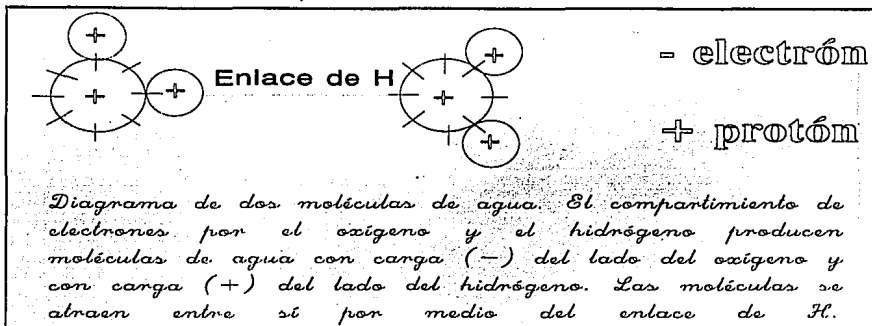 Enlace de H
- electrón
+ protón
Diagrama de dos moléculas de agua. El compartimiento de
electrones por el oxígeno y el hidrógeno producen
moléculas de agua con carga (−) del lado del oxígeno y
con carga (+) del lado del hidrógeno. Las moléculas se
atraen entre sí por medio del enlace de H.